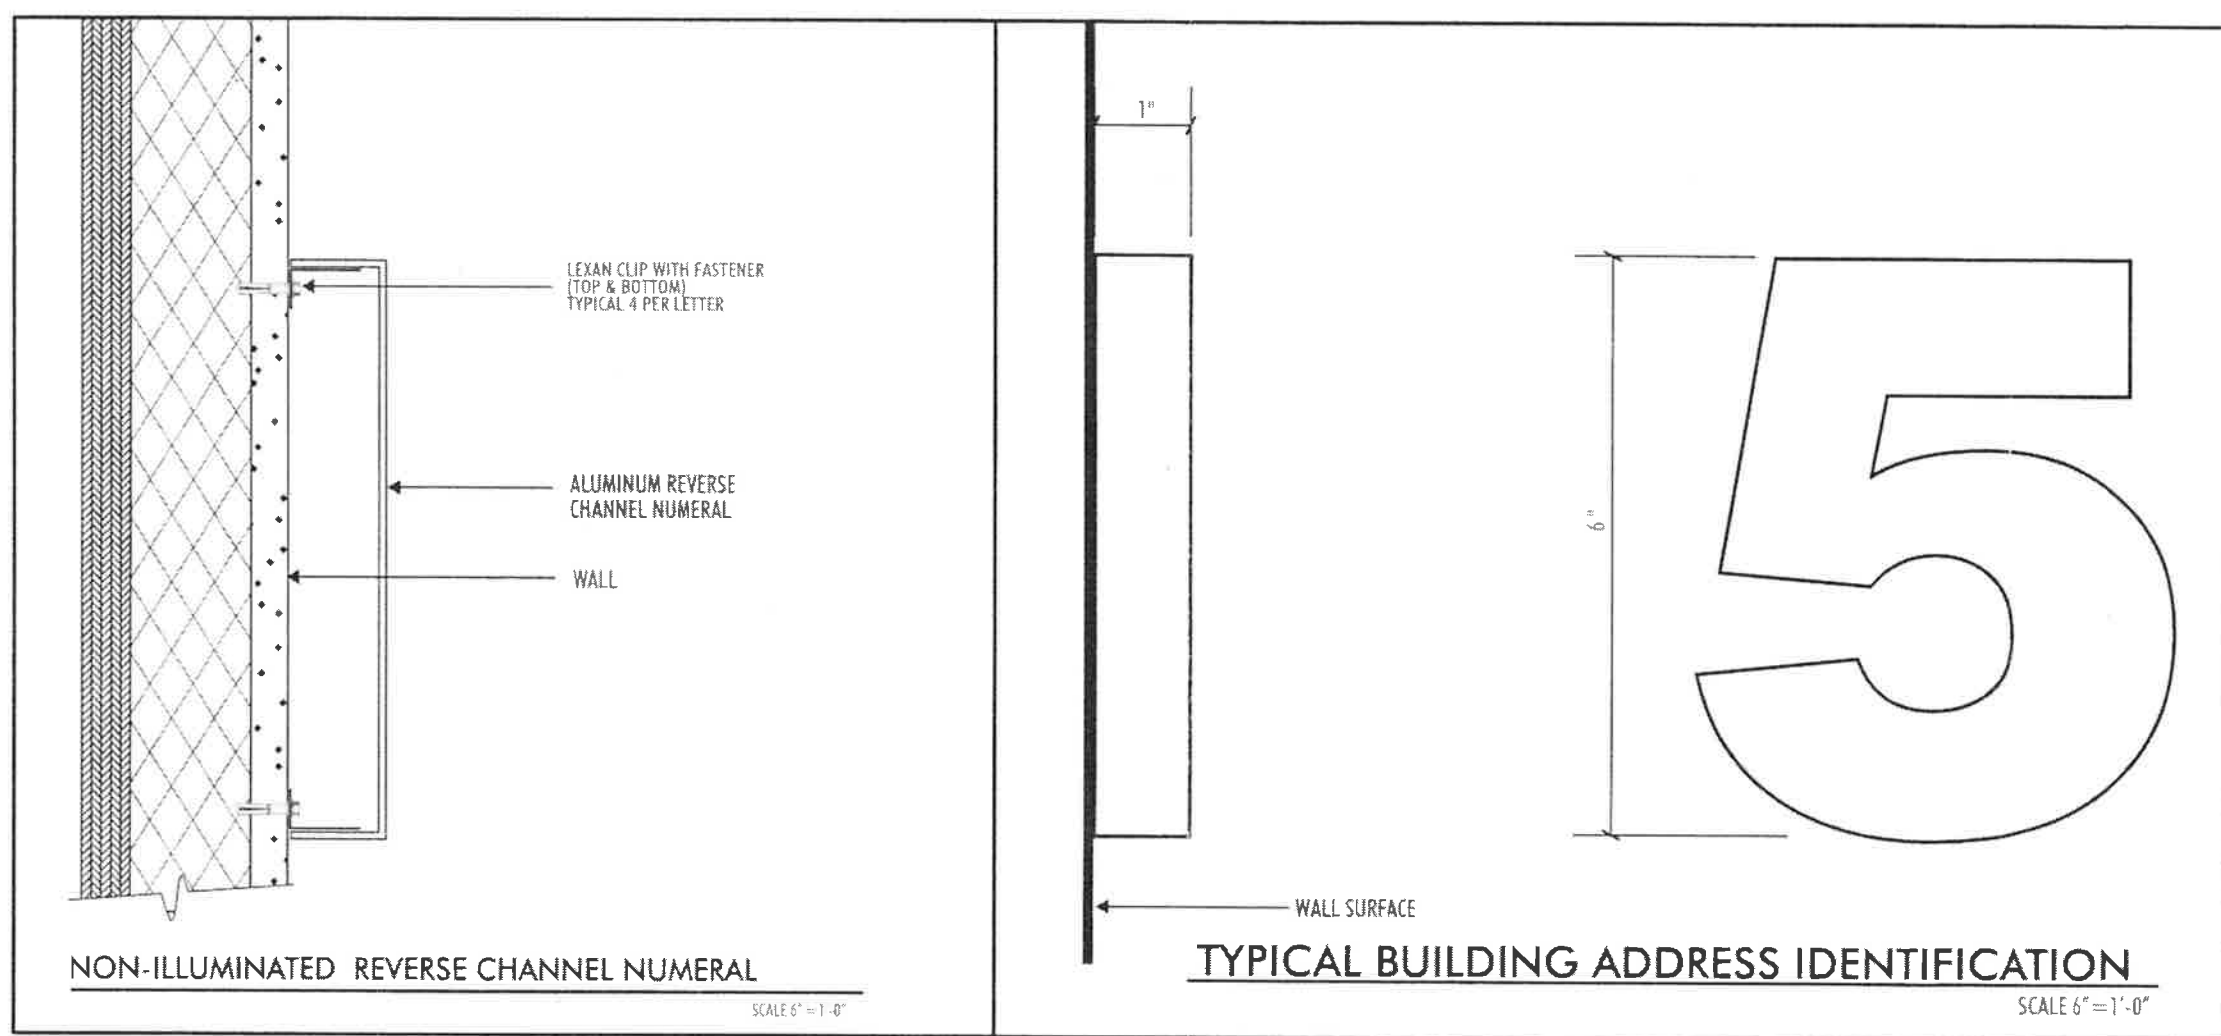 LEXAN CLIP WITH FASTENER
(TOP & BOTTOM)
TYPICAL 4 PER LETTER
ALUMINUM REVERSE
CHANNEL NUMERAL
WALL
NON-ILLUMINATED REVERSE CHANNEL NUMERAL
SCALE 6" = 1'-0"
1"
6"
5
WALL SURFACE
TYPICAL BUILDING ADDRESS IDENTIFICATION
SCALE 6" = 1'-0"